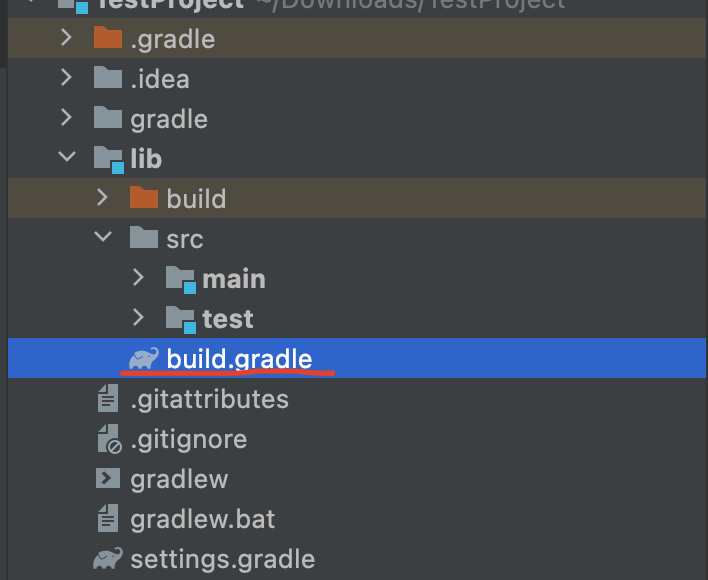 TestProject ~/Downloads/TestProject
.gradle
.idea
gradle
lib
build
src
main
test
build.gradle
.gitattributes
.gitignore
gradlew
gradlew.bat
settings.gradle